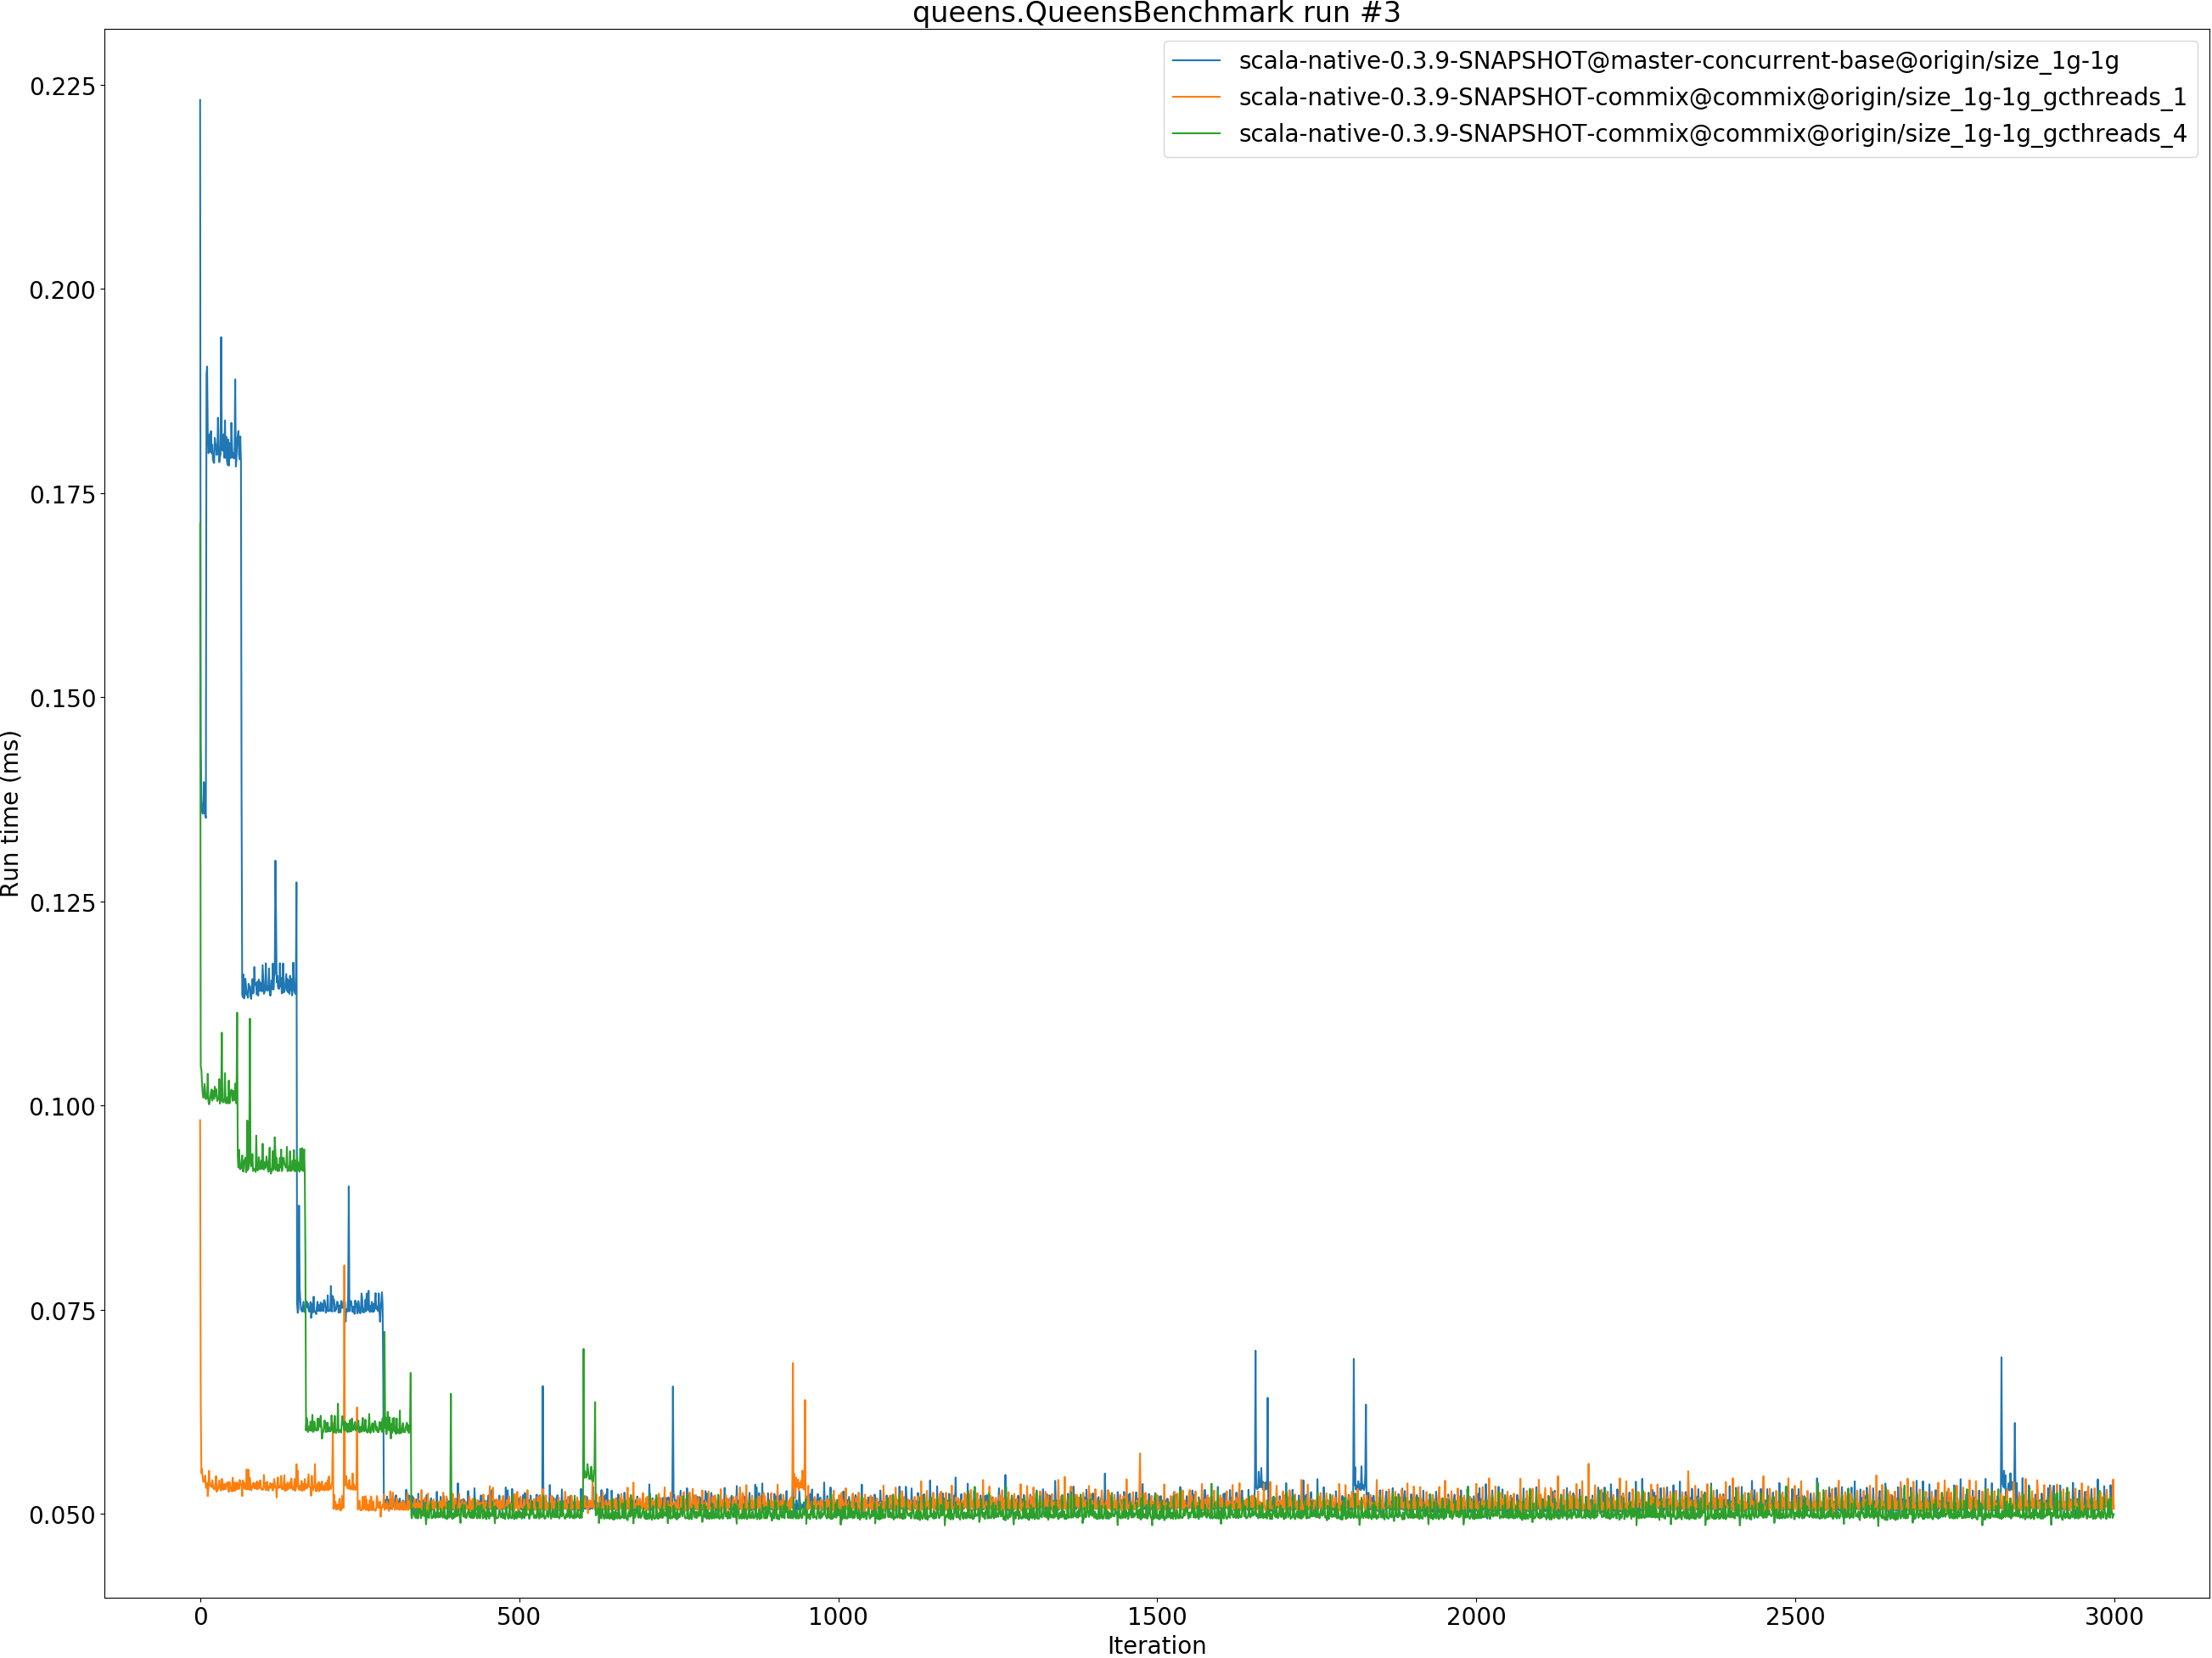 queens.QueensBenchmark run #3
scala-native-0.3.9-SNAPSHOT@master-concurrent-base@origin/size_1g-1g
scala-native-0.3.9-SNAPSHOT-commix@commix@origin/size_1g-1g_gcthreads_1
scala-native-0.3.9-SNAPSHOT-commix@commix@origin/size_1g-1g_gcthreads_4
0.225
0.200
0.175
0.150
0.125
0.100
0.075
0.050
Run time (ms)
0 500 1000 1500 2000 2500 3000
Iteration